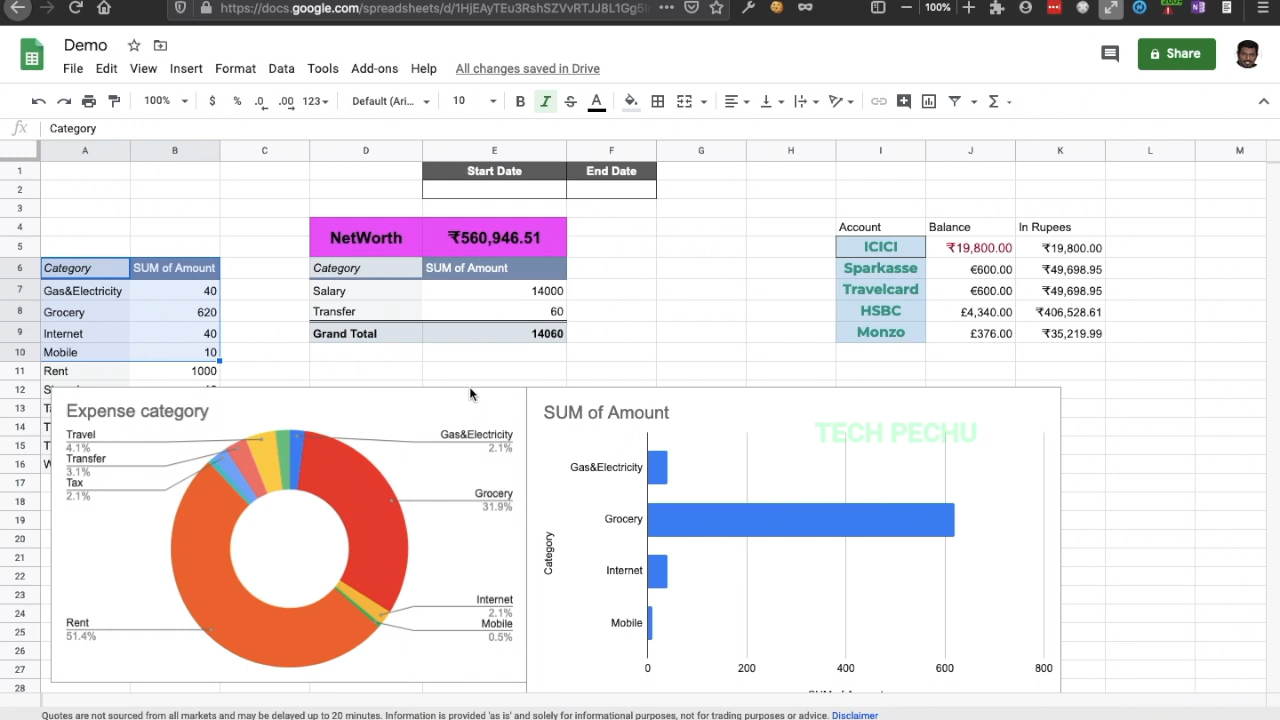 https://docs.google.com/spreadsheets/d/1HjEAyTEu3RshSZVvRTJJ8L1Gg5I
100%
Demo
File Edit View Insert Format Data Tools Add-ons Help All changes saved in Drive
Share
100% $ % .0 .00 123 Default (Ari... 10 B I S A
fx Category
A B C D E F G H I J K L M
1 Start Date End Date
2
3
4 NetWorth ₹560,946.51 Account Balance In Rupees
5 ICICI ₹19,800.00 ₹19,800.00
6 Category SUM of Amount Category SUM of Amount Sparkasse €600.00 ₹49,698.95
7 Gas&Electricity 40 Salary 14000 Travelcard €600.00 ₹49,698.95
8 Grocery 620 Transfer 60 HSBC £4,340.00 ₹406,528.61
9 Internet 40 Grand Total 14060 Monzo £376.00 ₹35,219.99
10 Mobile 10
11 Rent 1000
12
13
14
15
16
17
18
19
20
21
22
23
24
25
26
27
28
Expense category
Travel
4.1%
Transfer
3.1%
Tax
2.1%
Rent
51.4%
Gas&Electricity
2.1%
Grocery
31.9%
Internet
2.1%
Mobile
0.5%
SUM of Amount
TECH PECHU
Category
Gas&Electricity
Grocery
Internet
Mobile
0 200 400 600 800
Quotes are not sourced from all markets and may be delayed up to 20 minutes. Information is provided 'as is' and solely for informational purposes, not for trading purposes or advice. Disclaimer